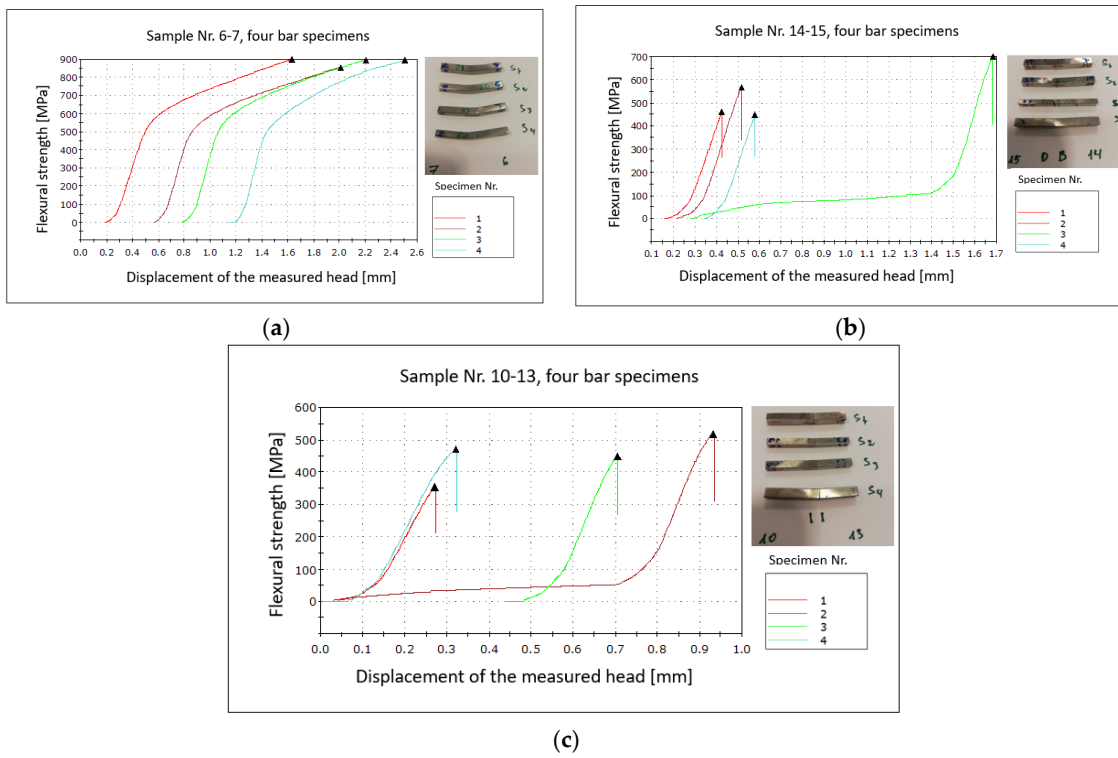 Sample Nr. 6-7, four bar specimens
Flexural strength [MPa]
900
800
700
600
500
400
300
200
100
0
0.0 0.2 0.4 0.6 0.8 1.0 1.2 1.4 1.6 1.8 2.0 2.2 2.4 2.6
Displacement of the measured head [mm]
S1
S2
S3
S4
7 6
Specimen Nr.
1
2
3
4
(a)
Sample Nr. 14-15, four bar specimens
Flexural strength [MPa]
700
600
500
400
300
200
100
0
0.1 0.2 0.3 0.4 0.5 0.6 0.7 0.8 0.9 1.0 1.1 1.2 1.3 1.4 1.5 1.6 1.7
Displacement of the measured head [mm]
S1
S2
15 D B 14
Specimen Nr.
1
2
3
4
(b)
Sample Nr. 10-13, four bar specimens
Flexural strength [MPa]
600
500
400
300
200
100
0
0.0 0.1 0.2 0.3 0.4 0.5 0.6 0.7 0.8 0.9 1.0
Displacement of the measured head [mm]
S1
S2
S3
S4
10 13
Specimen Nr.
1
2
3
4
(c)